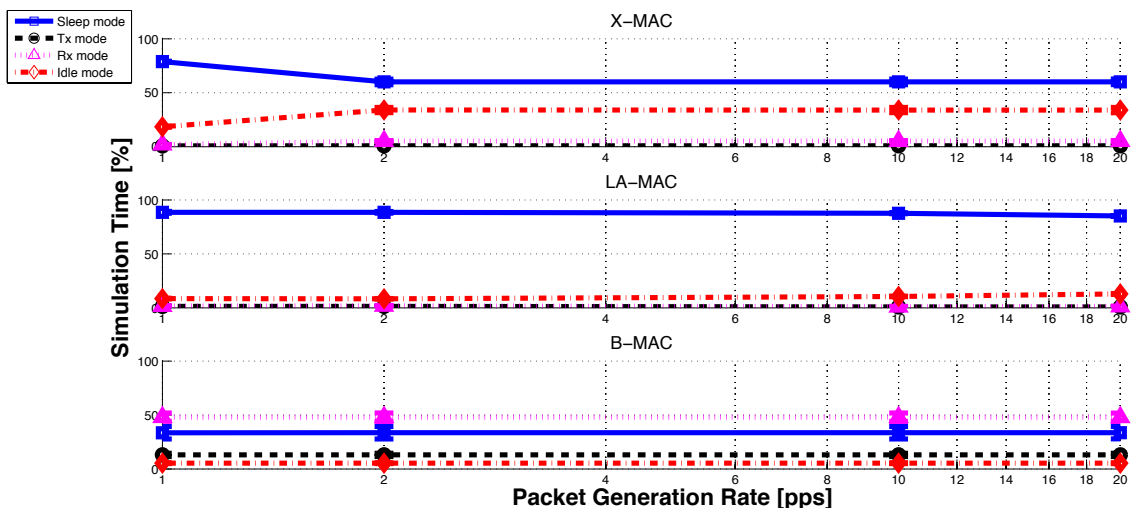 Sleep mode
Tx mode
Rx mode
Idle mode
X−MAC
100
50
0
1 2 4 6 8 10 12 14 16 18 20
LA−MAC
100
50
0
1 2 4 6 8 10 12 14 16 18 20
B−MAC
100
50
0
1 2 4 6 8 10 12 14 16 18 20
Simulation Time [%]
Packet Generation Rate [pps]